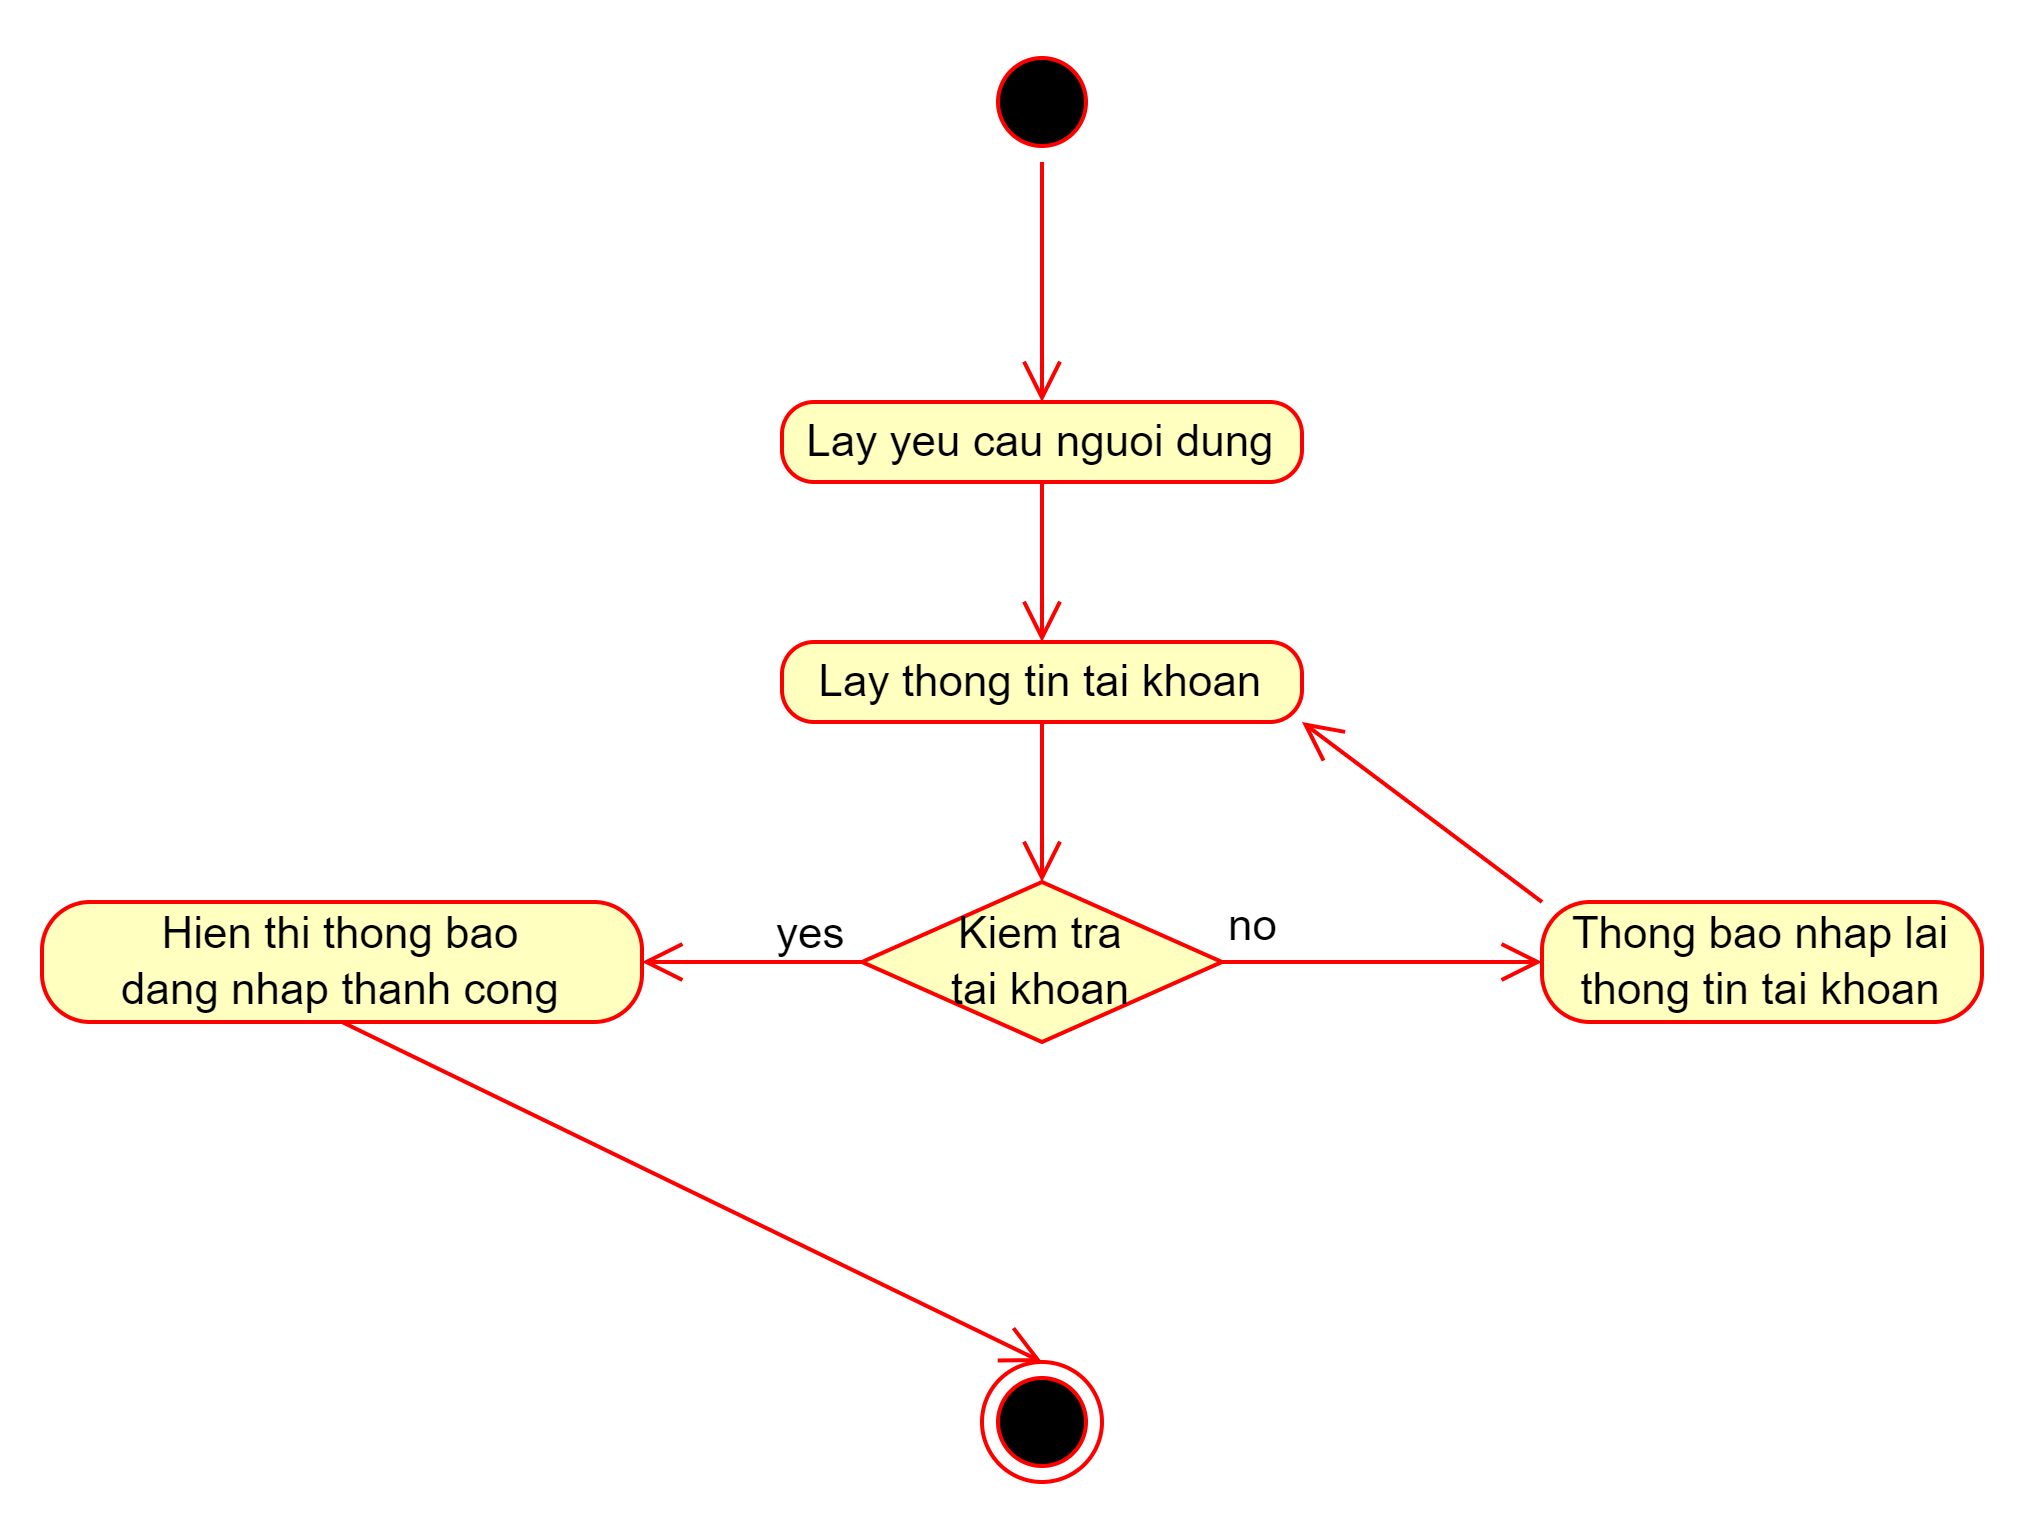 Lay yeu cau nguoi dung
Lay thong tin tai khoan
Hien thi thong bao
dang nhap thanh cong
yes
Kiem tra
tai khoan
no
Thong bao nhap lai
thong tin tai khoan